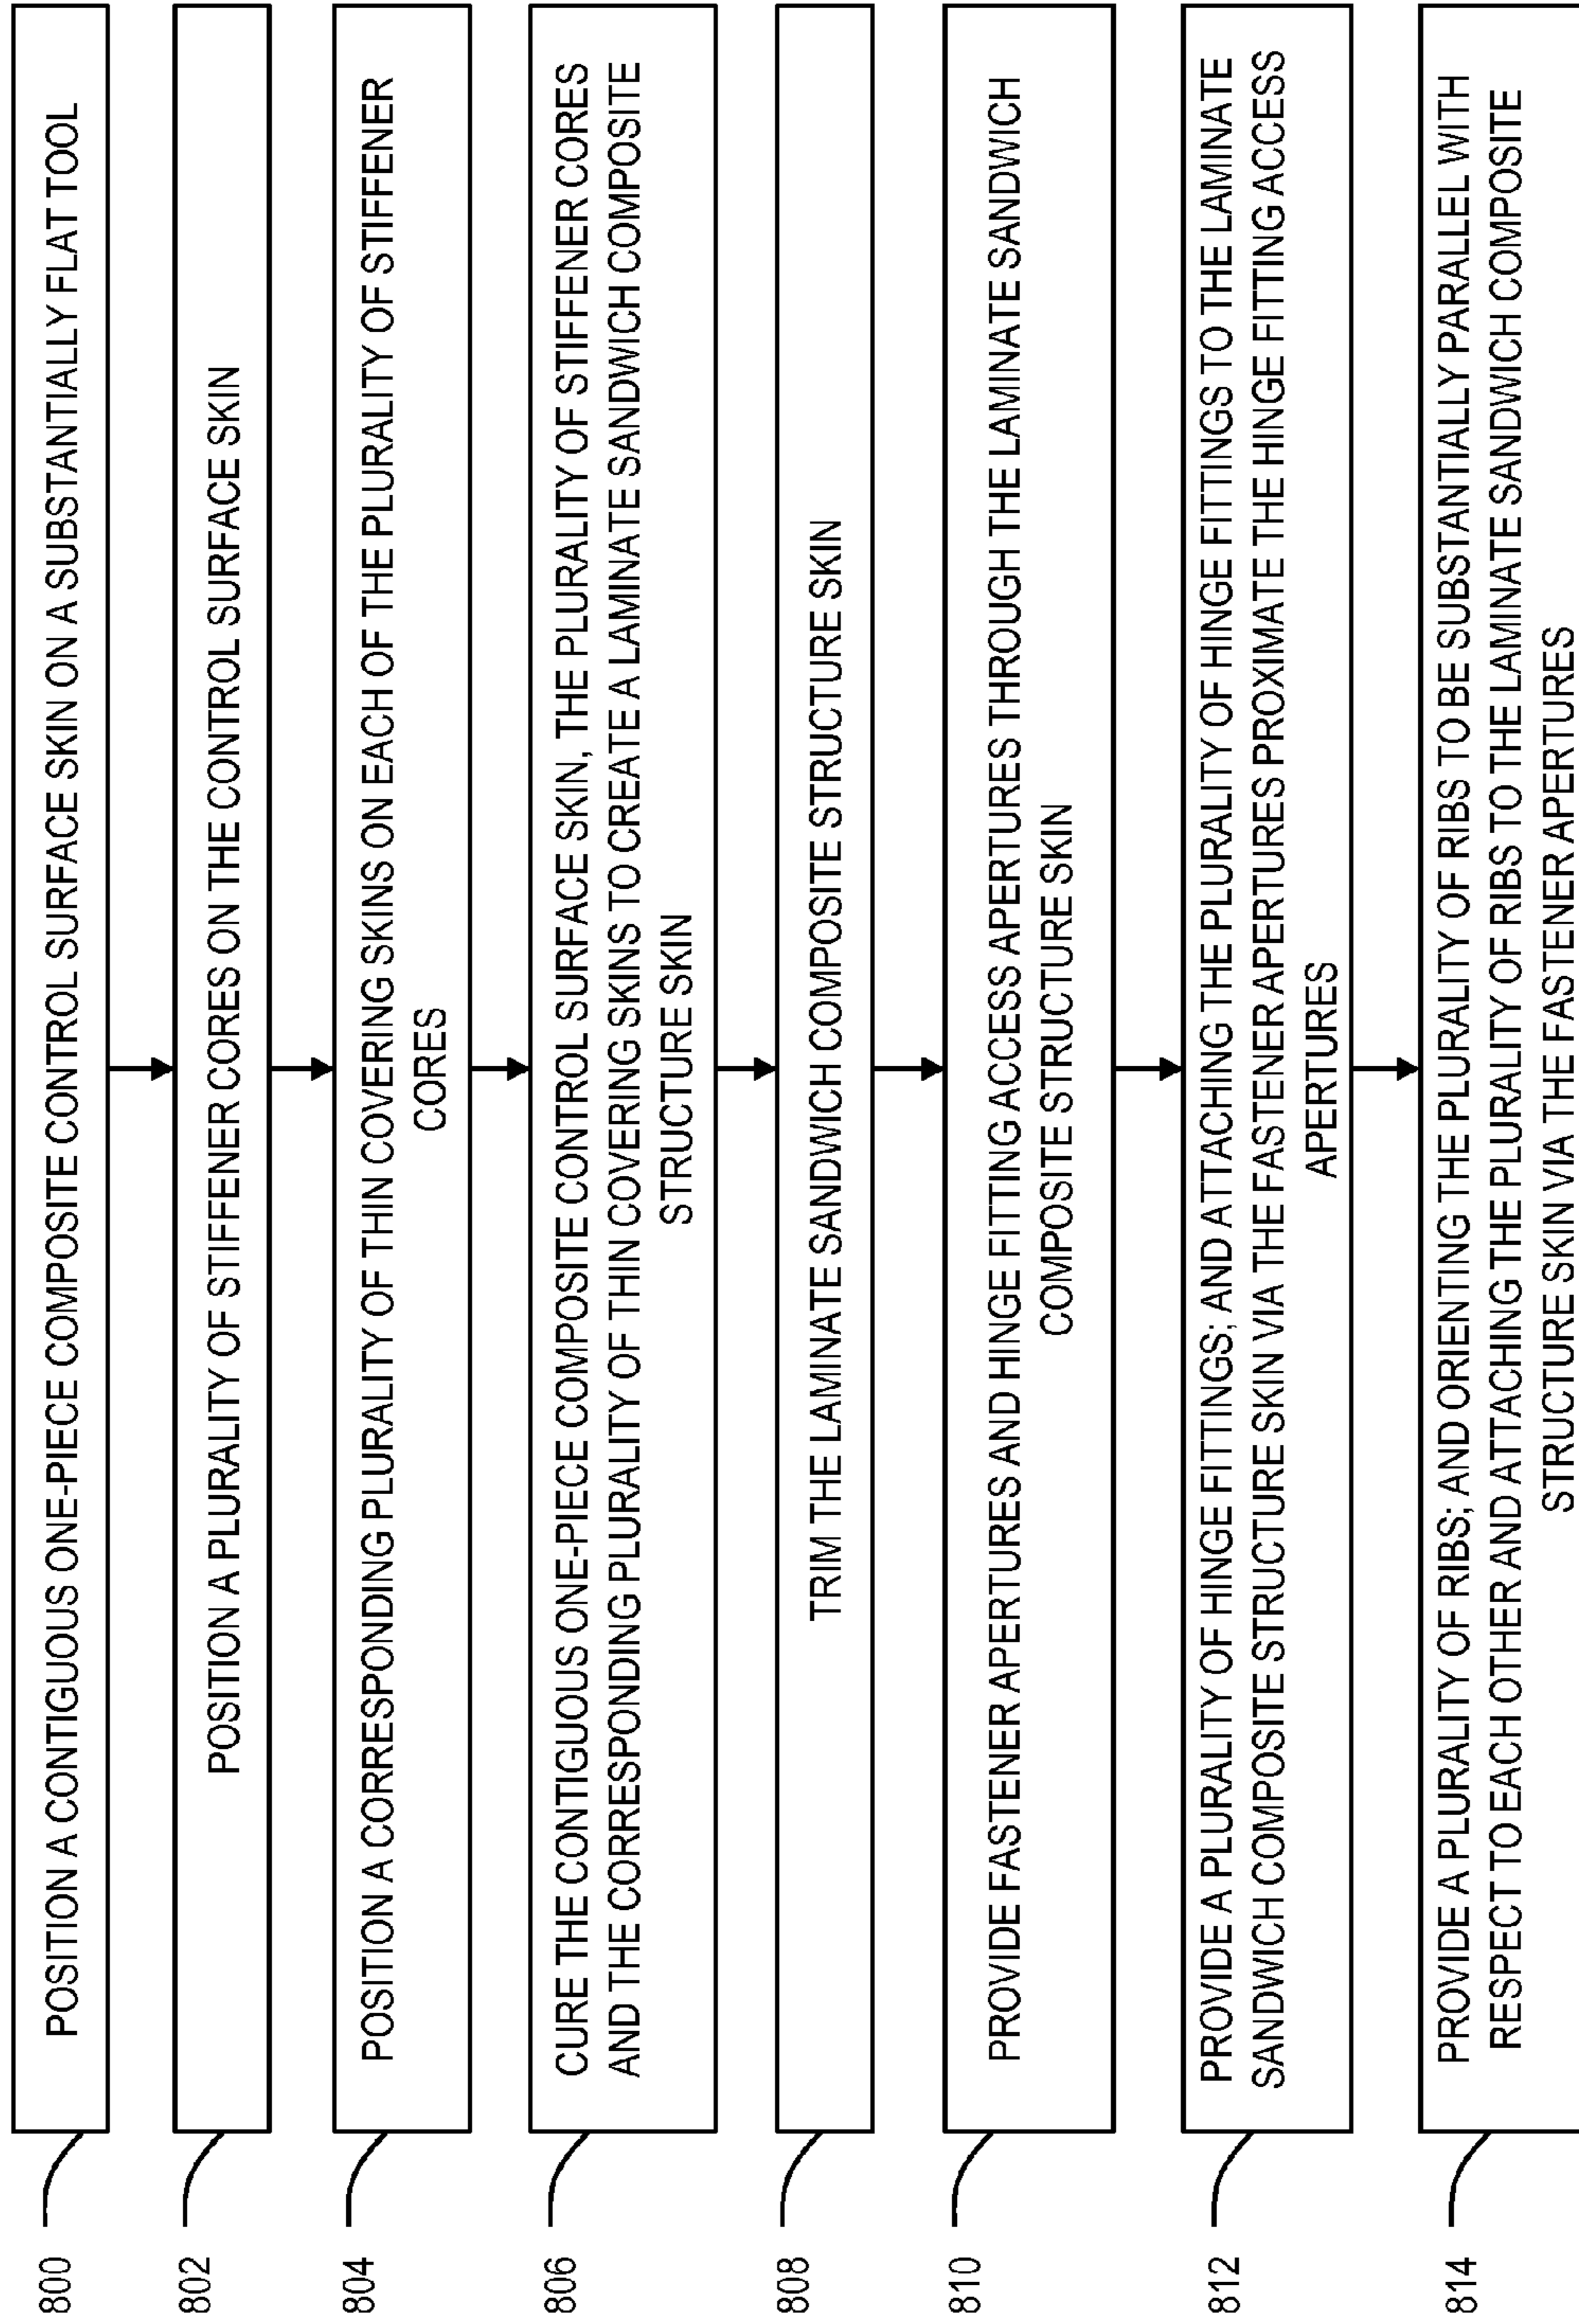 800
POSITION A CONTIGUOUS ONE-PIECE COMPOSITE CONTROL SURFACE SKIN ON A SUBSTANTIALLY FLAT TOOL
802
POSITION A PLURALITY OF STIFFENER CORES ON THE CONTROL SURFACE SKIN
804
POSITION A CORRESPONDING PLURALITY OF THIN COVERING SKINS ON EACH OF THE PLURALITY OF STIFFENER
CORES
806
CURE THE CONTIGUOUS ONE-PIECE COMPOSITE CONTROL SURFACE SKIN, THE PLURALITY OF STIFFENER CORES
AND THE CORRESPONDING PLURALITY OF THIN COVERING SKINS TO CREATE A LAMINATE SANDWICH COMPOSITE
STRUCTURE SKIN
808
TRIM THE LAMINATE SANDWICH COMPOSITE STRUCTURE SKIN
810
PROVIDE FASTENER APERTURES AND HINGE FITTING ACCESS APERTURES THROUGH THE LAMINATE SANDWICH
COMPOSITE STRUCTURE SKIN
812
PROVIDE A PLURALITY OF HINGE FITTINGS; AND ATTACHING THE PLURALITY OF HINGE FITTINGS TO THE LAMINATE
SANDWICH COMPOSITE STRUCTURE SKIN VIA THE FASTENER APERTURES PROXIMATE THE HINGE FITTING ACCESS
APERTURES
814
PROVIDE A PLURALITY OF RIBS; AND ORIENTING THE PLURALITY OF RIBS TO BE SUBSTANTIALLY PARALLEL WITH
RESPECT TO EACH OTHER AND ATTACHING THE PLURALITY OF RIBS TO THE LAMINATE SANDWICH COMPOSITE
STRUCTURE SKIN VIA THE FASTENER APERTURES